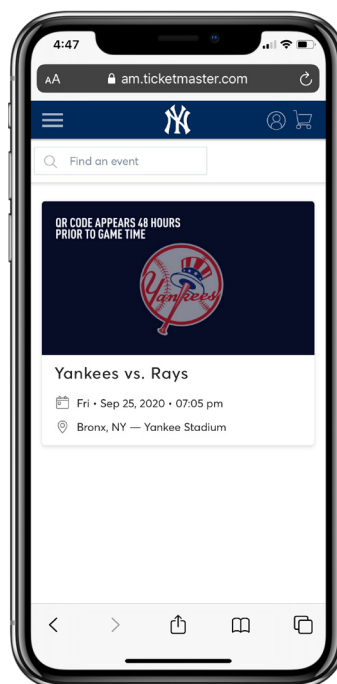 4:47
AA am.ticketmaster.com
NY
Find an event
QR CODE APPEARS 48 HOURS
PRIOR TO GAME TIME
Yankees
Yankees vs. Rays
Fri • Sep 25, 2020 • 07:05 pm
Bronx, NY — Yankee Stadium